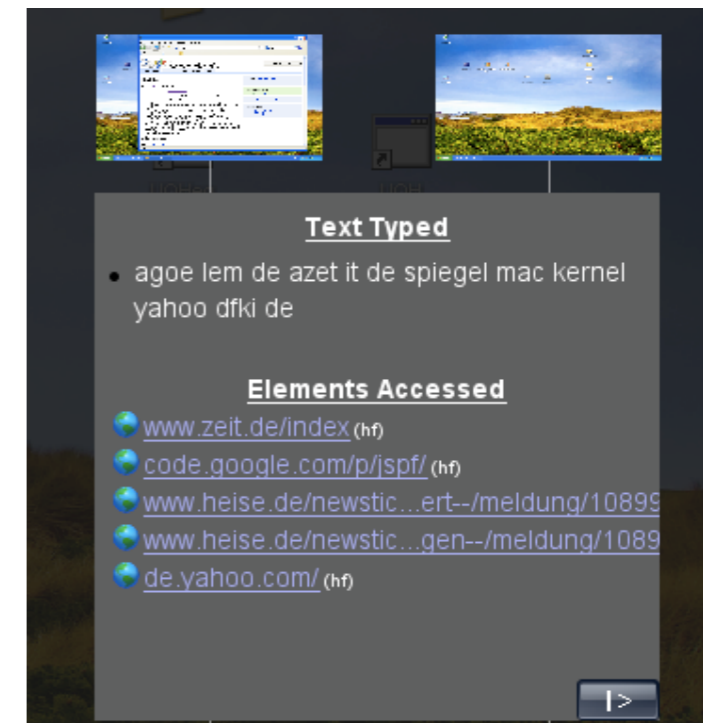 Text Typed
• agoe lem de azet it de spiegel mac kernel
yahoo dfki de
Elements Accessed
www.zeit.de/index (hf)
code.google.com/p/jspf/ (hf)
www.heise.de/newstic...ert--/meldung/10899
www.heise.de/newstic...gen--/meldung/1089
de.yahoo.com/ (hf)
|>